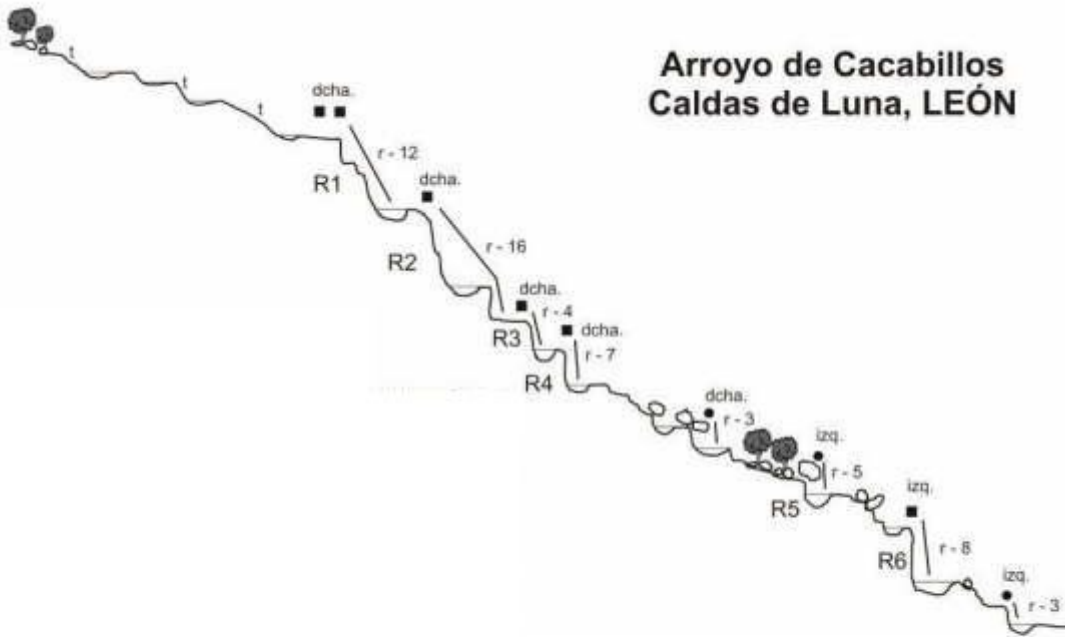 Arroyo de Cacabillos
Caldas de Luna, LEÓN
t
t
t
dcha.
r - 12
R1
dcha.
r - 16
R2
dcha.
r - 4
R3
dcha.
r - 7
R4
dcha.
r - 3
izq.
r - 5
R5
izq.
r - 8
R6
izq.
r - 3